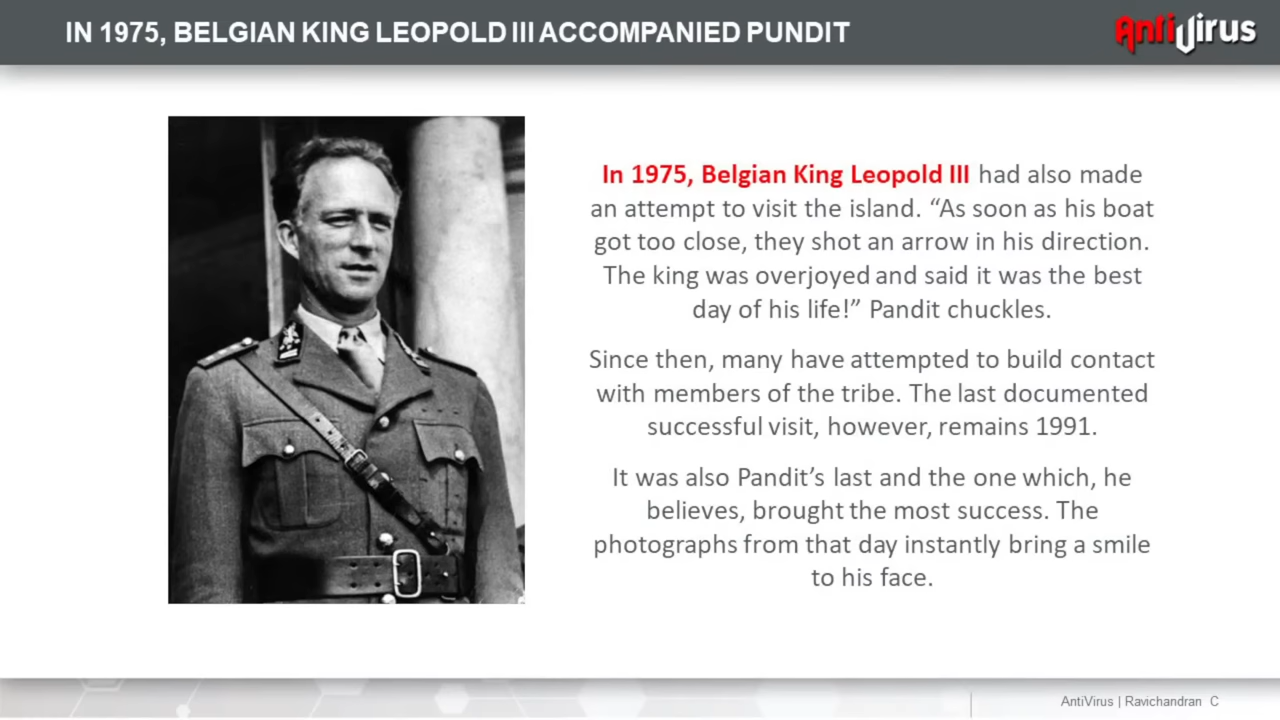 IN 1975, BELGIAN KING LEOPOLD III ACCOMPANIED PUNDIT
AntiVirus
In 1975, Belgian King Leopold III had also made
an attempt to visit the island. “As soon as his boat
got too close, they shot an arrow in his direction.
The king was overjoyed and said it was the best
day of his life!” Pandit chuckles.
Since then, many have attempted to build contact
with members of the tribe. The last documented
successful visit, however, remains 1991.
It was also Pandit’s last and the one which, he
believes, brought the most success. The
photographs from that day instantly bring a smile
to his face.
AntiVirus | Ravichandran C